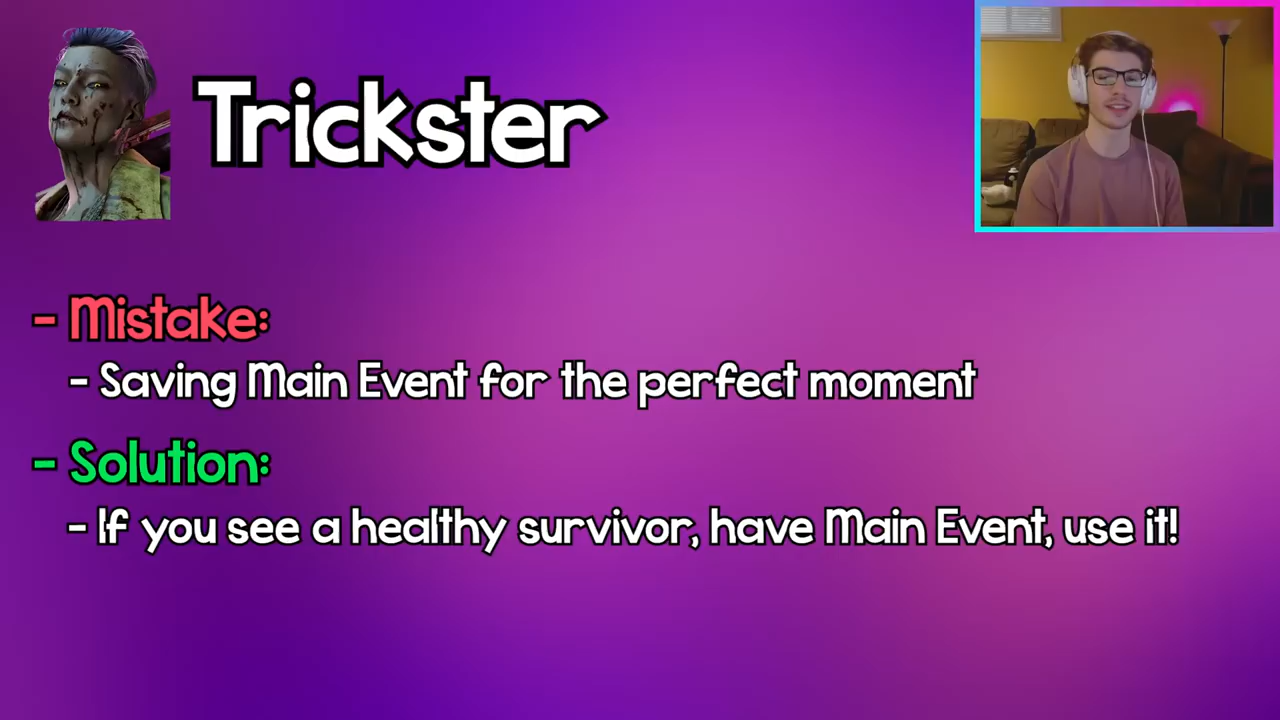 Trickster
- Mistake:
- Saving Main Event for the perfect moment
- Solution:
- If you see a healthy survivor, have Main Event, use it!